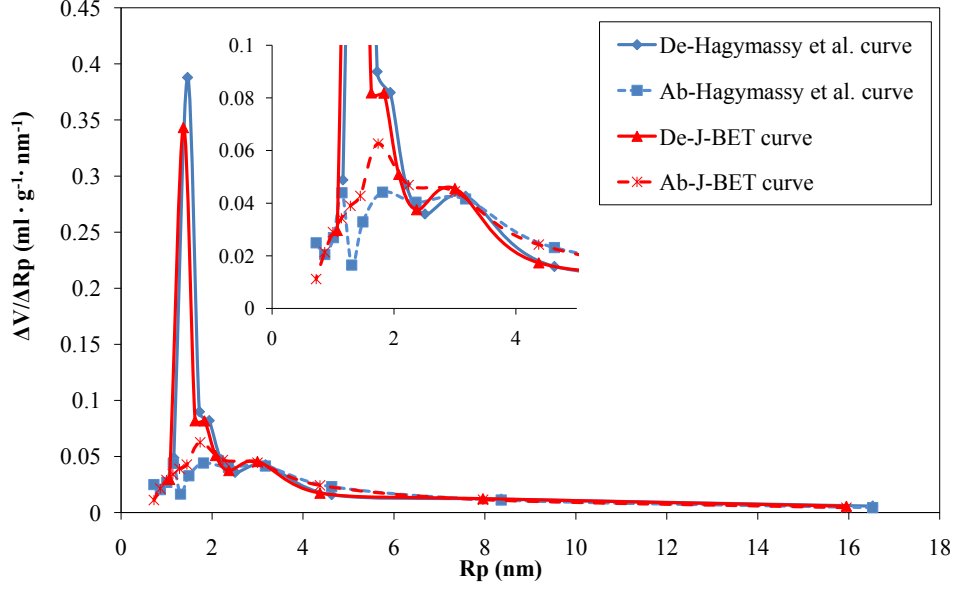 0.45
0.4
0.35
0.3
0.25
0.2
0.15
0.1
0.05
0
ΔV/ΔRp (ml · g⁻¹· nm⁻¹)
0.1
0.08
0.06
0.04
0.02
0
0 2 4
De-Hagymassy et al. curve
Ab-Hagymassy et al. curve
De-J-BET curve
Ab-J-BET curve
0 2 4 6 8 10 12 14 16 18
Rp (nm)